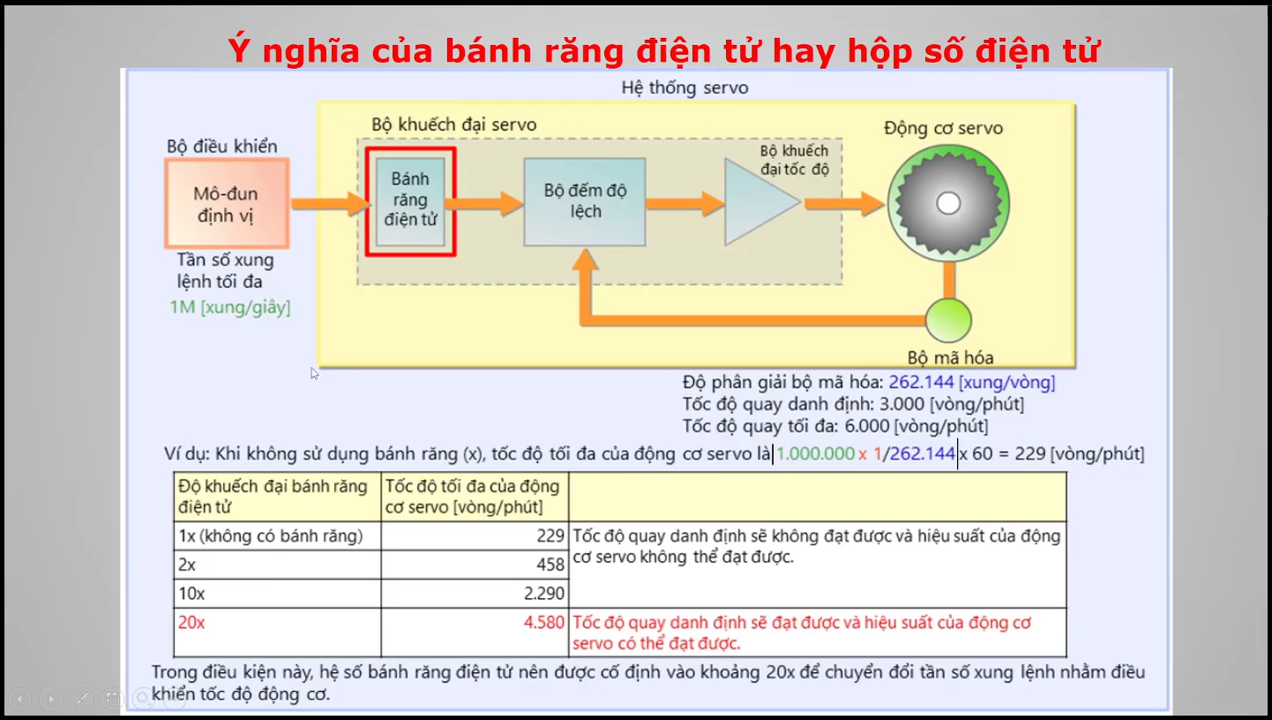 Ý nghĩa của bánh răng điện tử hay hộp số điện tử
Hệ thống servo
Bộ khuếch đại servo
Động cơ servo
Bộ điều khiển
Bộ khuếch
đại tốc độ
Mô-đun
định vị
Bánh
răng
điện tử
Bộ đếm độ
lệch
Tần số xung
lệnh tối đa
1M [xung/giây]
Bộ mã hóa
Độ phân giải bộ mã hóa: 262.144 [xung/vòng]
Tốc độ quay danh định: 3.000 [vòng/phút]
Tốc độ quay tối đa: 6.000 [vòng/phút]
Ví dụ: Khi không sử dụng bánh răng (x), tốc độ tối đa của động cơ servo là 1.000.000 x 1/262.144 x 60 = 229 [vòng/phút]
Độ khuếch đại bánh răng
điện tử
Tốc độ tối đa của động
cơ servo [vòng/phút]
1x (không có bánh răng)
229
Tốc độ quay danh định sẽ không đạt được và hiệu suất của động
cơ servo không thể đạt được.
2x
458
10x
2.290
20x
4.580
Tốc độ quay danh định sẽ đạt được và hiệu suất của động cơ
servo có thể đạt được.
Trong điều kiện này, hệ số bánh răng điện tử nên được cố định vào khoảng 20x để chuyển đổi tần số xung lệnh nhằm điều
khiển tốc độ động cơ.